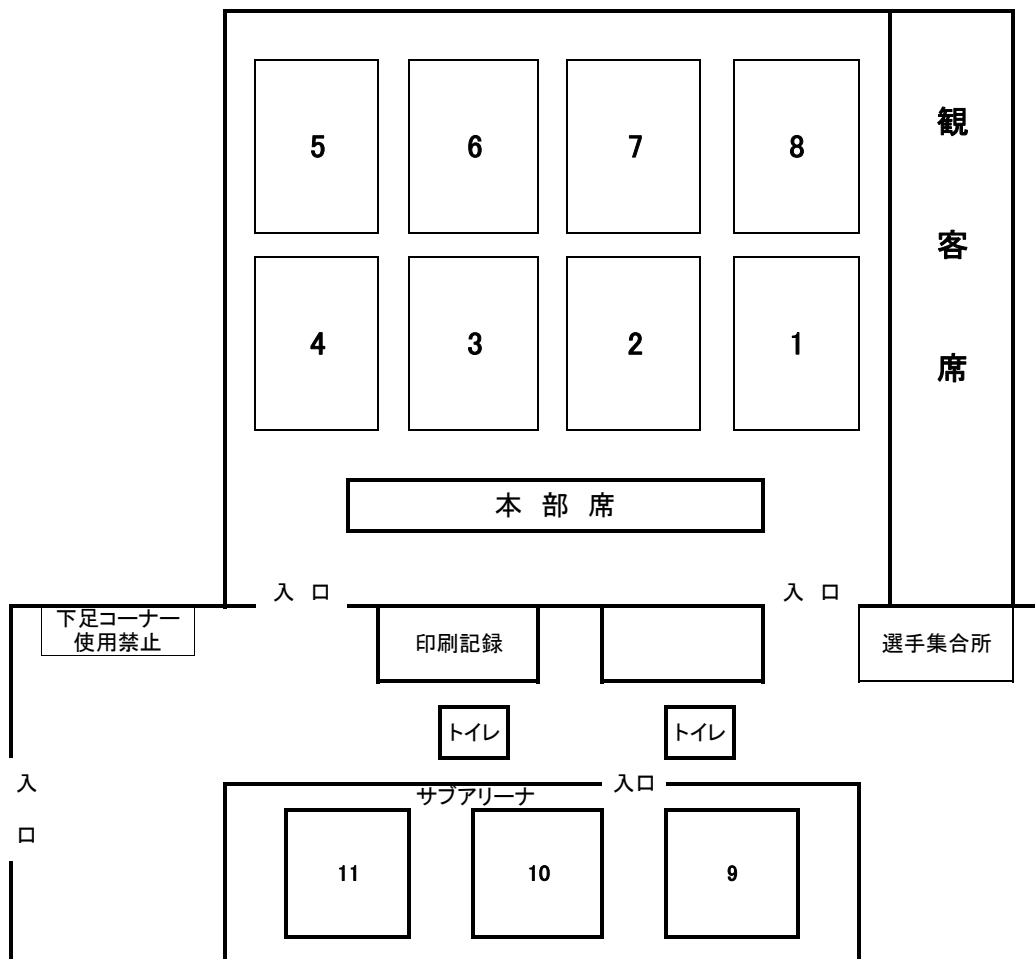 5 6 7 8
観客席
4 3 2 1
本 部 席
入 口
入 口
下足コーナー
使用禁止
印刷記録
選手集合所
トイレ
トイレ
入口
入口
サブアリーナ
11 10 9